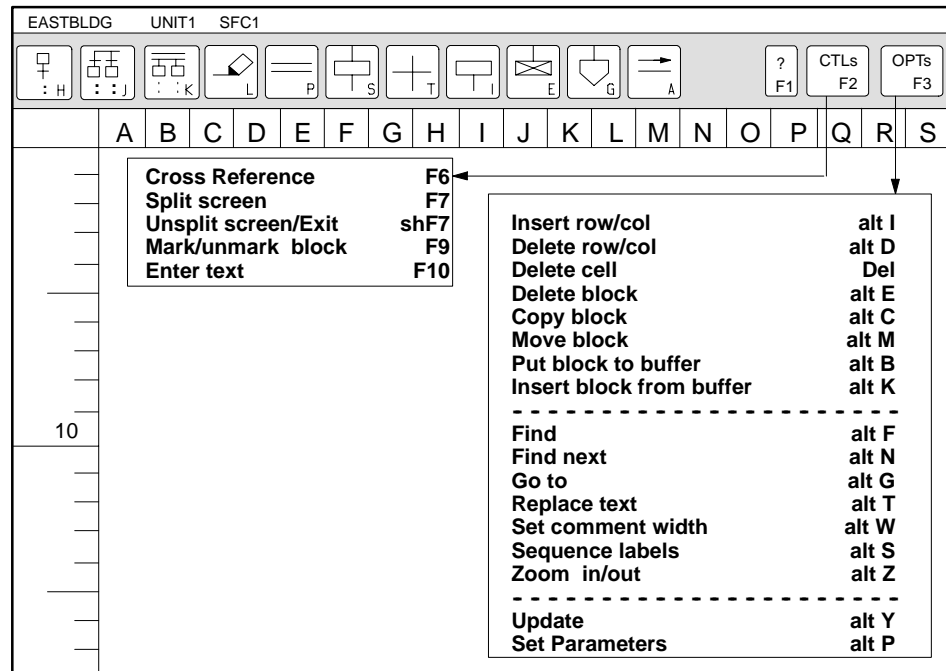 EASTBLDG UNIT1 SFC1
: H : : J : : K L P S T I E G A ? F1 CTLs F2 OPTs F3
A B C D E F G H I J K L M N O P Q R S
Cross Reference F6
Split screen F7
Unsplit screen/Exit shF7
Mark/unmark block F9
Enter text F10
Insert row/col alt I
Delete row/col alt D
Delete cell Del
Delete block alt E
Copy block alt C
Move block alt M
Put block to buffer alt B
Insert block from buffer alt K
10
Find alt F
Find next alt N
Go to alt G
Replace text alt T
Set comment width alt W
Sequence labels alt S
Zoom in/out alt Z
Update alt Y
Set Parameters alt P